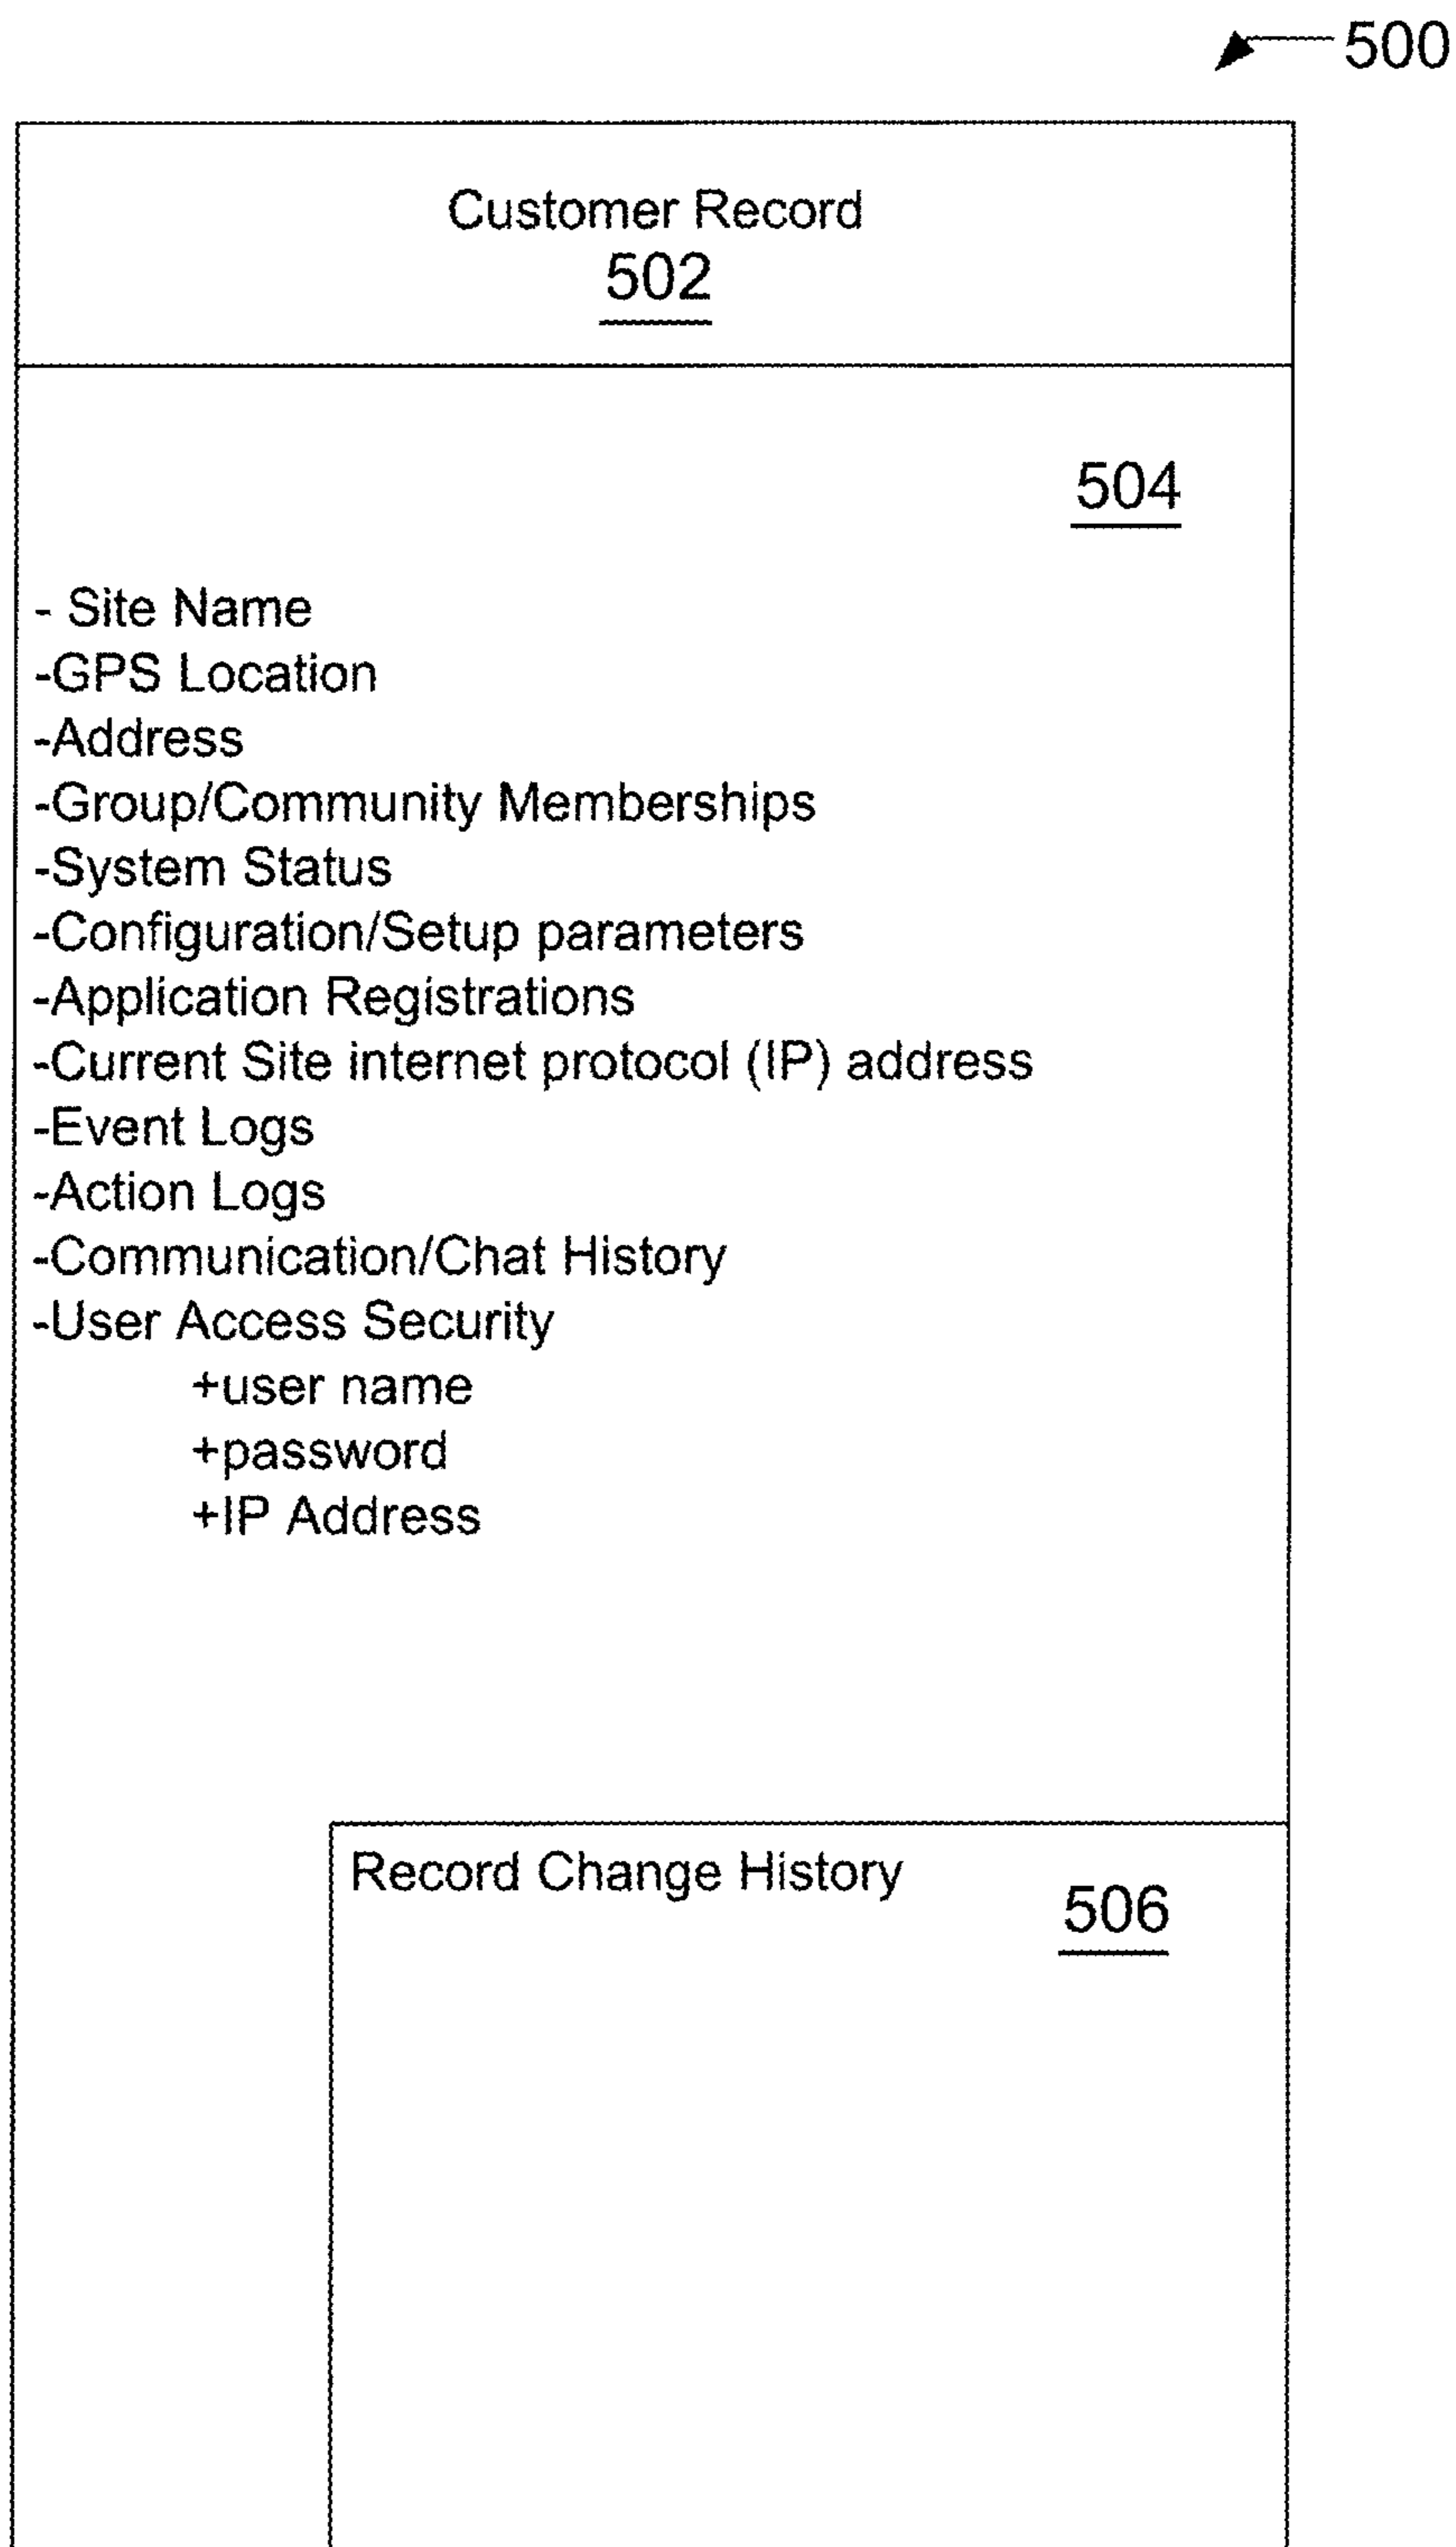 500
Customer Record
502
504
- Site Name
-GPS Location
-Address
-Group/Community Memberships
-System Status
-Configuration/Setup parameters
-Application Registrations
-Current Site internet protocol (IP) address
-Event Logs
-Action Logs
-Communication/Chat History
-User Access Security
+user name
+password
+IP Address
Record Change History
506